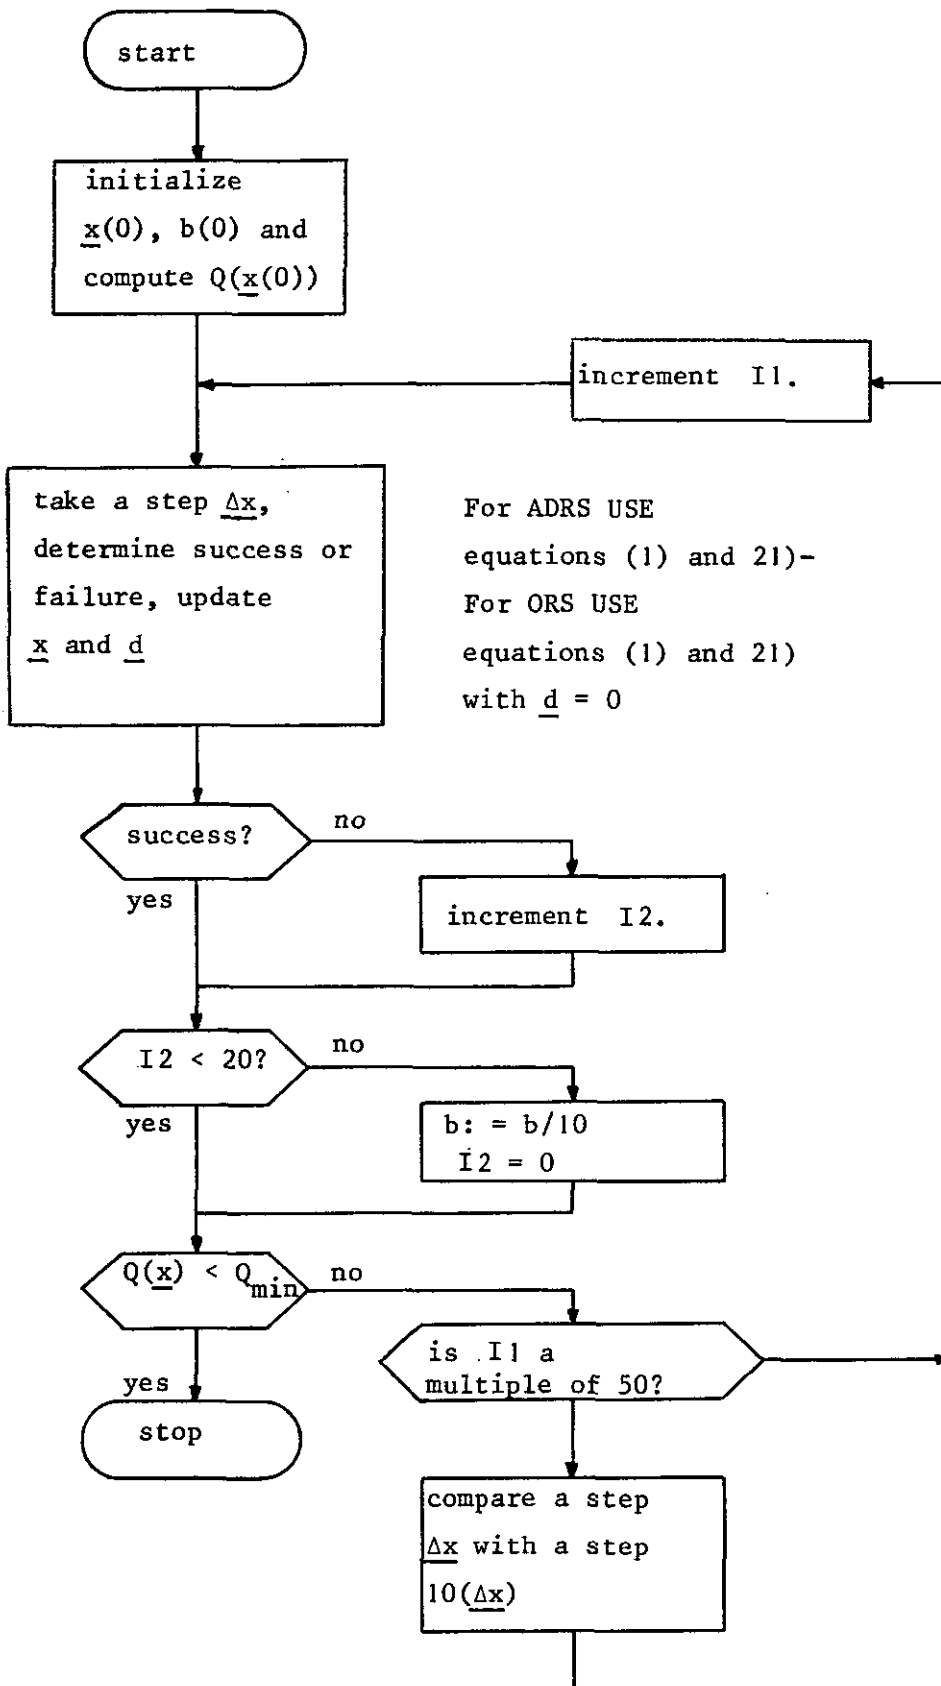 start
initialize
x(0), b(0) and
compute Q(x(0))
increment I1.
take a step Δx,
determine success or
failure, update
x and d
For ADRS USE
equations (1) and 21)-
For ORS USE
equations (1) and 21)
with d = 0
success?
no
yes
increment I2.
I2 < 20?
no
yes
b: = b/10
I2 = 0
Q(x) < Qmin
no
yes
is I1 a
multiple of 50?
stop
compare a step
Δx with a step
10(Δx)